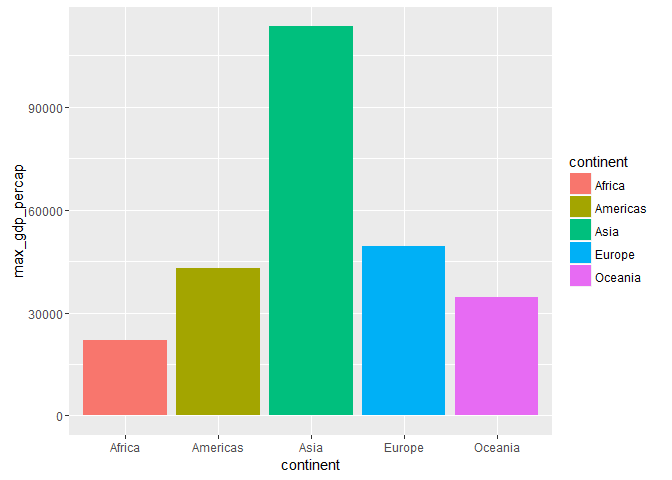 max_gdp_percap
90000
60000
30000
0
Africa Americas Asia Europe Oceania
continent
continent
Africa
Americas
Asia
Europe
Oceania